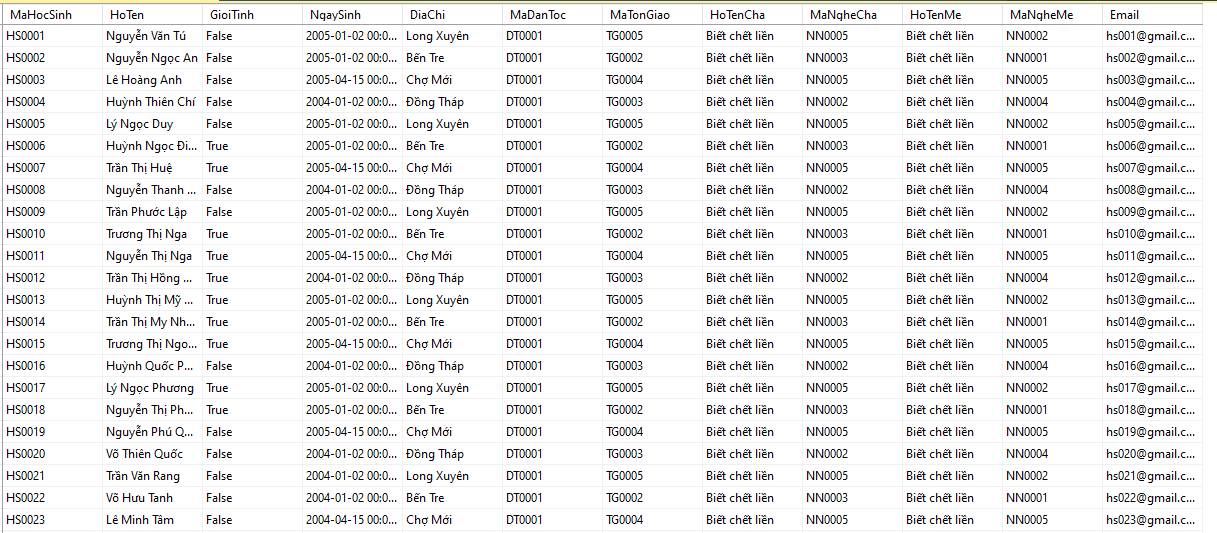 MaHocSinh HoTen GioiTinh NgaySinh DiaChi MaDanToc MaTonGiao HoTenCha MaNgheCha HoTenMe MaNgheMe Email
HS0001 Nguyễn Văn Tú False 2005-01-02 00:0... Long Xuyên DT0001 TG0005 Biết chết liền NN0005 Biết chết liền NN0002 hs001@gmail.c...
HS0002 Nguyễn Ngọc An False 2005-01-02 00:0... Bến Tre DT0001 TG0002 Biết chết liền NN0003 Biết chết liền NN0001 hs002@gmail.c...
HS0003 Lê Hoàng Anh False 2005-04-15 00:0... Chợ Mới DT0001 TG0004 Biết chết liền NN0005 Biết chết liền NN0005 hs003@gmail.c...
HS0004 Huỳnh Thiên Chí False 2004-01-02 00:0... Đồng Tháp DT0001 TG0003 Biết chết liền NN0002 Biết chết liền NN0004 hs004@gmail.c...
HS0005 Lý Ngọc Duy False 2005-01-02 00:0... Long Xuyên DT0001 TG0005 Biết chết liền NN0005 Biết chết liền NN0002 hs005@gmail.c...
HS0006 Huỳnh Ngọc Đi... True 2005-01-02 00:0... Bến Tre DT0001 TG0002 Biết chết liền NN0003 Biết chết liền NN0001 hs006@gmail.c...
HS0007 Trần Thị Huệ True 2005-04-15 00:0... Chợ Mới DT0001 TG0004 Biết chết liền NN0005 Biết chết liền NN0005 hs007@gmail.c...
HS0008 Nguyễn Thanh ... False 2004-01-02 00:0... Đồng Tháp DT0001 TG0003 Biết chết liền NN0002 Biết chết liền NN0004 hs008@gmail.c...
HS0009 Trần Phước Lập False 2005-01-02 00:0... Long Xuyên DT0001 TG0005 Biết chết liền NN0005 Biết chết liền NN0002 hs009@gmail.c...
HS0010 Trương Thị Nga True 2005-01-02 00:0... Bến Tre DT0001 TG0002 Biết chết liền NN0003 Biết chết liền NN0001 hs010@gmail.c...
HS0011 Nguyễn Thị Nga True 2005-04-15 00:0... Chợ Mới DT0001 TG0004 Biết chết liền NN0005 Biết chết liền NN0005 hs011@gmail.c...
HS0012 Trần Thị Hồng ... True 2004-01-02 00:0... Đồng Tháp DT0001 TG0003 Biết chết liền NN0002 Biết chết liền NN0004 hs012@gmail.c...
HS0013 Huỳnh Thị Mỹ ... True 2005-01-02 00:0... Long Xuyên DT0001 TG0005 Biết chết liền NN0005 Biết chết liền NN0002 hs013@gmail.c...
HS0014 Trần Thị My Nh... True 2005-01-02 00:0... Bến Tre DT0001 TG0002 Biết chết liền NN0003 Biết chết liền NN0001 hs014@gmail.c...
HS0015 Trương Thị Ngo... True 2005-04-15 00:0... Chợ Mới DT0001 TG0004 Biết chết liền NN0005 Biết chết liền NN0005 hs015@gmail.c...
HS0016 Huỳnh Quốc P... False 2004-01-02 00:0... Đồng Tháp DT0001 TG0003 Biết chết liền NN0002 Biết chết liền NN0004 hs016@gmail.c...
HS0017 Lý Ngọc Phương True 2005-01-02 00:0... Long Xuyên DT0001 TG0005 Biết chết liền NN0005 Biết chết liền NN0002 hs017@gmail.c...
HS0018 Nguyễn Thị Ph... True 2005-01-02 00:0... Bến Tre DT0001 TG0002 Biết chết liền NN0003 Biết chết liền NN0001 hs018@gmail.c...
HS0019 Nguyễn Phú Q... False 2005-04-15 00:0... Chợ Mới DT0001 TG0004 Biết chết liền NN0005 Biết chết liền NN0005 hs019@gmail.c...
HS0020 Võ Thiên Quốc False 2004-01-02 00:0... Đồng Tháp DT0001 TG0003 Biết chết liền NN0002 Biết chết liền NN0004 hs020@gmail.c...
HS0021 Trần Văn Rang False 2004-01-02 00:0... Long Xuyên DT0001 TG0005 Biết chết liền NN0005 Biết chết liền NN0002 hs021@gmail.c...
HS0022 Võ Hưu Tanh False 2004-01-02 00:0... Bến Tre DT0001 TG0002 Biết chết liền NN0003 Biết chết liền NN0001 hs022@gmail.c...
HS0023 Lê Minh Tâm False 2004-04-15 00:0... Chợ Mới DT0001 TG0004 Biết chết liền NN0005 Biết chết liền NN0005 hs023@gmail.c...